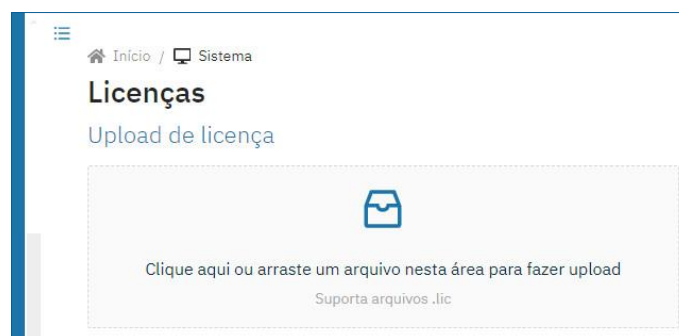 Início / Sistema
Licenças
Upload de licença
Clique aqui ou arraste um arquivo nesta área para fazer upload
Suporta arquivos .lic